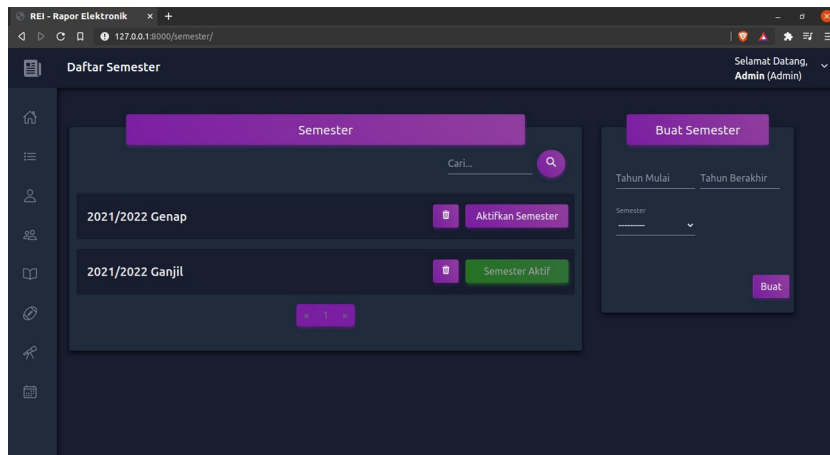 REI - Rapor Elektronik
127.0.0.1:8000/semester/
Daftar Semester
Selamat Datang,
Admin (Admin)
Semester
Cari...
2021/2022 Genap
Aktifkan Semester
2021/2022 Ganjil
Semester Aktif
« 1 »
Buat Semester
Tahun Mulai Tahun Berakhir
Semester
---------
Buat